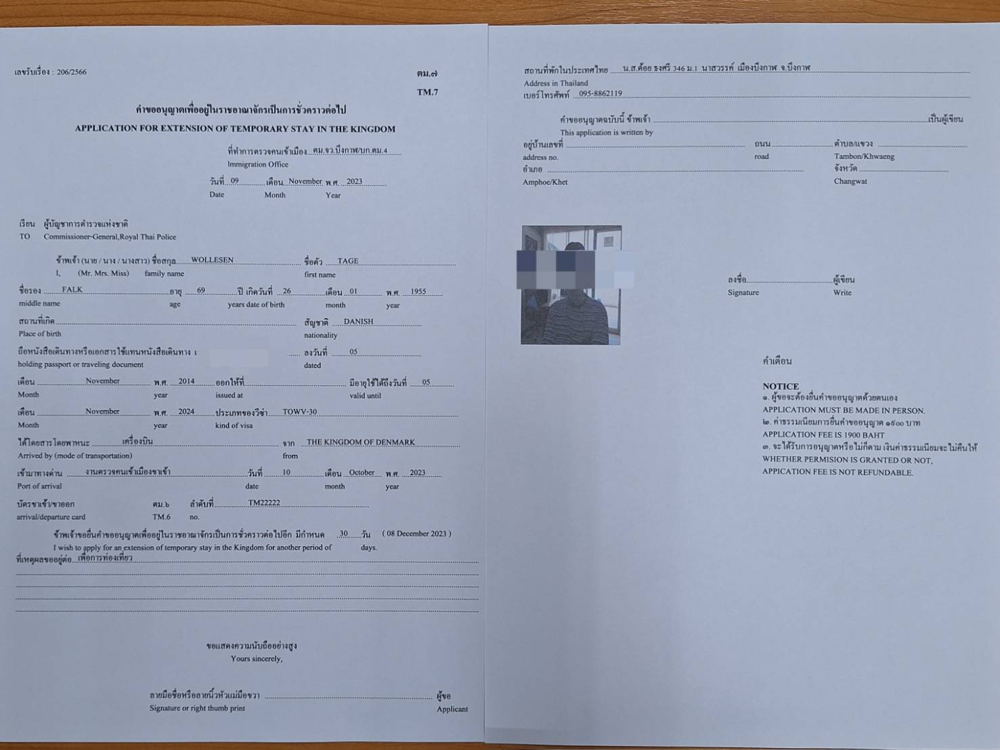 เลขรับเรื่อง : 206/2566
ตม.๗
TM.7
คำขออนุญาตเพื่ออยู่ในราชอาณาจักรเป็นการชั่วคราวต่อไป
APPLICATION FOR EXTENSION OF TEMPORARY STAY IN THE KINGDOM
ที่ทำการตรวจคนเข้าเมือง ตม.จว.บึงกาฬ/บก.ตม.4
Immigration Office
วันที่ 09 เดือน November พ.ศ. 2023
Date Month Year
เรียน ผู้บัญชาการตำรวจแห่งชาติ
TO Commissioner-General,Royal Thai Police
ข้าพเจ้า (นาย / นาง / นางสาว) ชื่อสกุล WOLLESEN ชื่อตัว TAGE
I, (Mr. Mrs. Miss) family name first name
ชื่อรอง FALK อายุ 69 ปี เกิดวันที่ 26 เดือน 01 พ.ศ. 1955
middle name age years date of birth month year
สถานที่เกิด สัญชาติ DANISH
Place of birth nationality
ถือหนังสือเดินทางหรือเอกสารใช้แทนหนังสือเดินทาง ลงวันที่ 05
holding passport or traveling document dated
เดือน November พ.ศ. 2014 ออกให้ที่ มีอายุใช้ได้ถึงวันที่ 05
Month year issued at valid until
เดือน November พ.ศ. 2024 ประเภทของวีซ่า TOWV-30
Month year kind of visa
ได้โดยสารโดยพาหนะ เครื่องบิน จาก THE KINGDOM OF DENMARK
Arrived by (mode of transportation) from
เข้ามาทางด่าน งานตรวจคนเข้าเมืองขาเข้า วันที่ 10 เดือน October พ.ศ. 2023
Port of arrival date month year
บัตรขาเข้า/ขาออก ตม.๖ ลำดับที่ TM22222
arrival/departure card TM.6 no.
ข้าพเจ้าขอยื่นคำขออนุญาตเพื่ออยู่ในราชอาณาจักรเป็นการชั่วคราวต่อไปอีก มีกำหนด 30 วัน ( 08 December 2023 )
I wish to apply for an extension of temporary stay in the Kingdom for another period of days.
ที่เหตุผลขออยู่ต่อ เพื่อการท่องเที่ยว
ขอแสดงความนับถืออย่างสูง
Yours sincerely,
ลายมือชื่อหรือลายนิ้วหัวแม่มือขวา ผู้ขอ
Signature or right thumb print Applicant
สถานที่พักในประเทศไทย น.ส.ต้อย ธงศรี 346 ม.1 นาสวรรค์ เมืองบึงกาฬ จ.บึงกาฬ
Address in Thailand
เบอร์โทรศัพท์ 095-8862119
คำขออนุญาตฉบับนี้ ข้าพเจ้า เป็นผู้เขียน
This application is written by
อยู่บ้านเลขที่ ถนน ตำบล/แขวง
address no. road Tambon/Khwaeng
อำเภอ จังหวัด
Amphoe/Khet Changwat
ลงชื่อ ผู้เขียน
Signature Write
คำเตือน
NOTICE
๑. ผู้ขอจะต้องยื่นคำขออนุญาตด้วยตนเอง
APPLICATION MUST BE MADE IN PERSON.
๒. ค่าธรรมเนียมการยื่นคำขออนุญาต ๑๙๐๐ บาท
APPLICATION FEE IS 1900 BAHT
๓. จะได้รับการอนุญาตหรือไม่ก็ตาม เงินค่าธรรมเนียมจะไม่คืนให้
WHETHER PERMISION IS GRANTED OR NOT,
APPICATION FEE IS NOT REFUNDABLE.